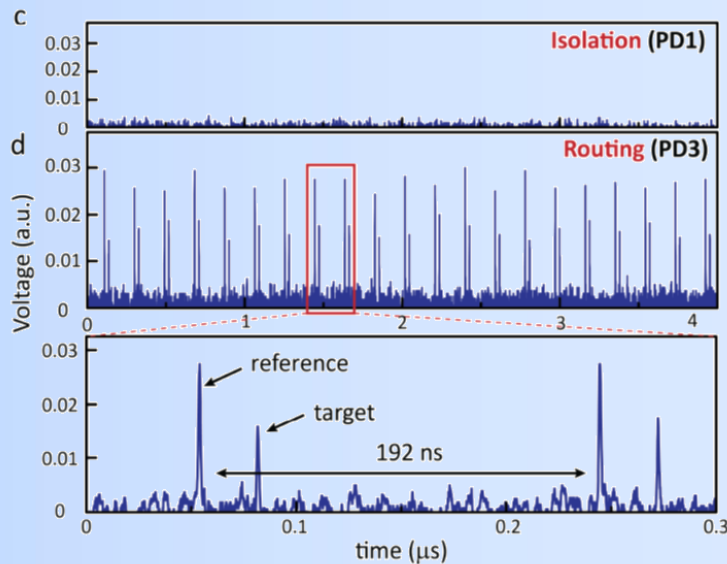 c
0.03
Isolation (PD1)
0.02
0.01
0
d
Routing (PD3)
0.03
0.02
0.01
0
0 1 2 3 4
Voltage (a.u.)
0.03
reference
0.02
target
192 ns
0.01
0
0 0.1 0.2 0.3
time (μs)